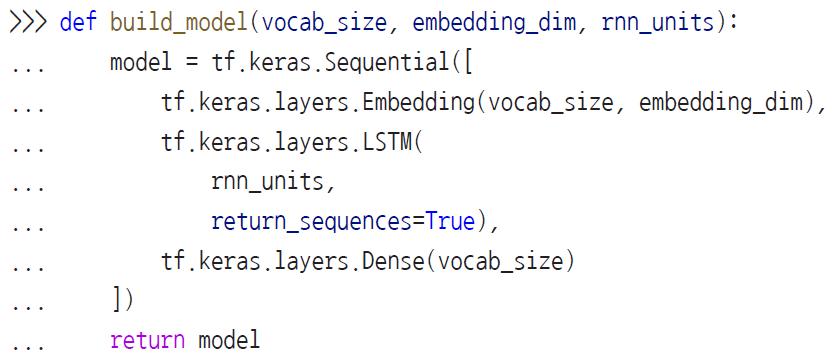 >>> def build_model(vocab_size, embedding_dim, rnn_units):
...     model = tf.keras.Sequential([
...         tf.keras.layers.Embedding(vocab_size, embedding_dim),
...         tf.keras.layers.LSTM(
...             rnn_units,
...             return_sequences=True),
...         tf.keras.layers.Dense(vocab_size)
...     ])
...     return model